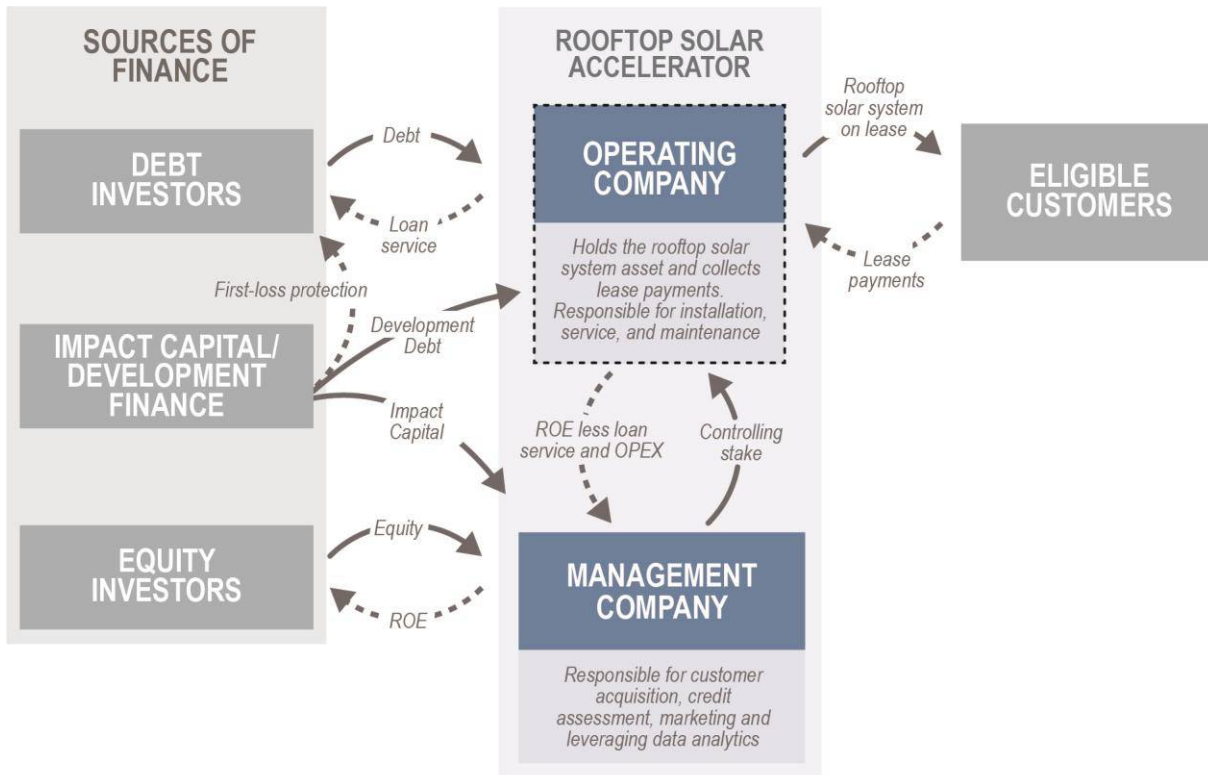 SOURCES OF
FINANCE
ROOFTOP SOLAR
ACCELERATOR
DEBT
INVESTORS
Debt
Loan
service
OPERATING
COMPANY
Holds the rooftop solar
system asset and collects
lease payments.
Responsible for installation,
service, and maintenance
Rooftop
solar system
on lease
Lease
payments
ELIGIBLE
CUSTOMERS
First-loss protection
IMPACT CAPITAL/
DEVELOPMENT
FINANCE
Development
Debt
Impact
Capital
ROE less loan
service and OPEX
Controlling
stake
EQUITY
INVESTORS
Equity
ROE
MANAGEMENT
COMPANY
Responsible for customer
acquisition, credit
assessment, marketing and
leveraging data analytics